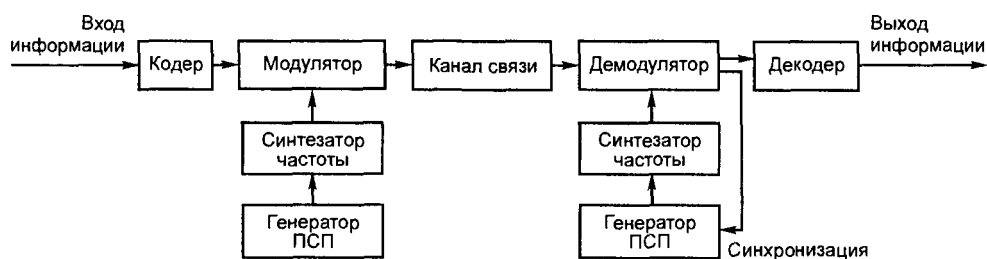 Вход
информации
Кодер
Модулятор
Канал связи
Демодулятор
Декодер
Выход
информации
Синтезатор
частоты
Синтезатор
частоты
Генератор
ПСП
Генератор
ПСП
Синхронизация